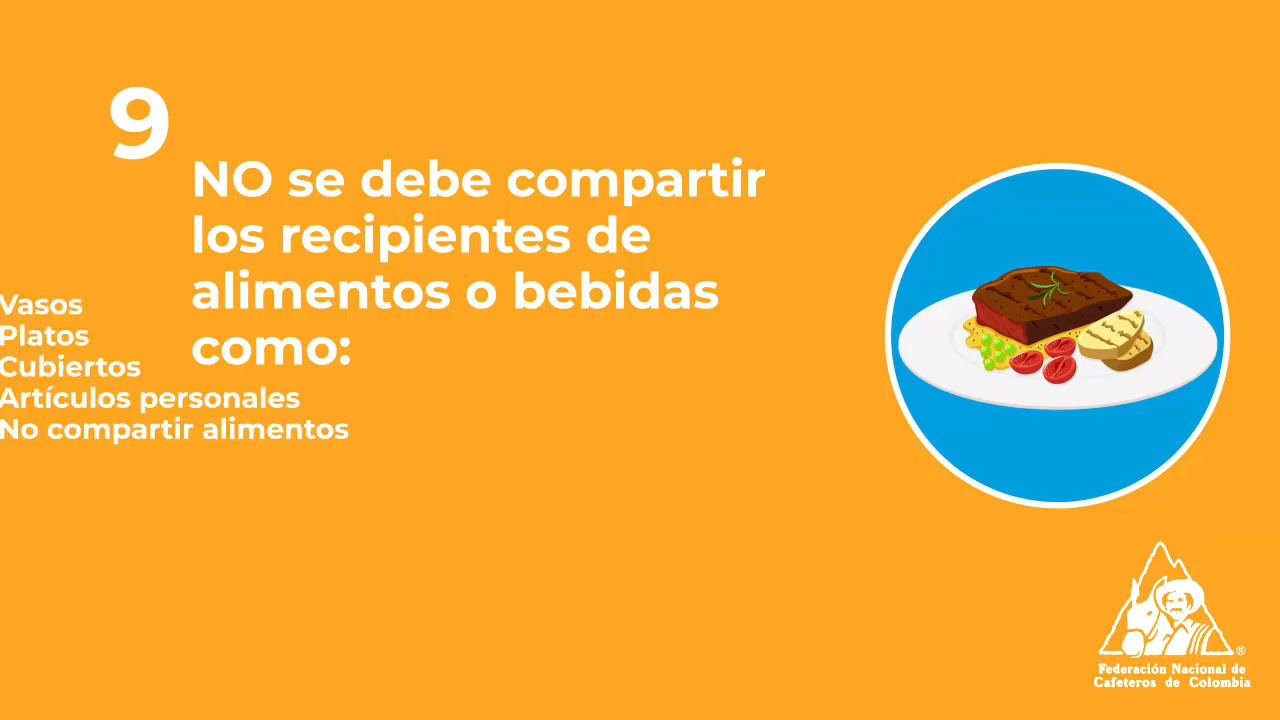 9
NO se debe compartir
los recipientes de
alimentos o bebidas
como:
Vasos
Platos
Cubiertos
Artículos personales
No compartir alimentos
®
Federación Nacional de
Cafeteros de Colombia